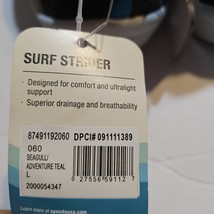 SURF STRIDER
· Designed for comfort and ultralight
support
· Superior drainage and breathability
87491192060 DPCI# 091111389
060
SEAGULL/
ADVENTURE TEAL
L
2000054347
0 27556 59112 7